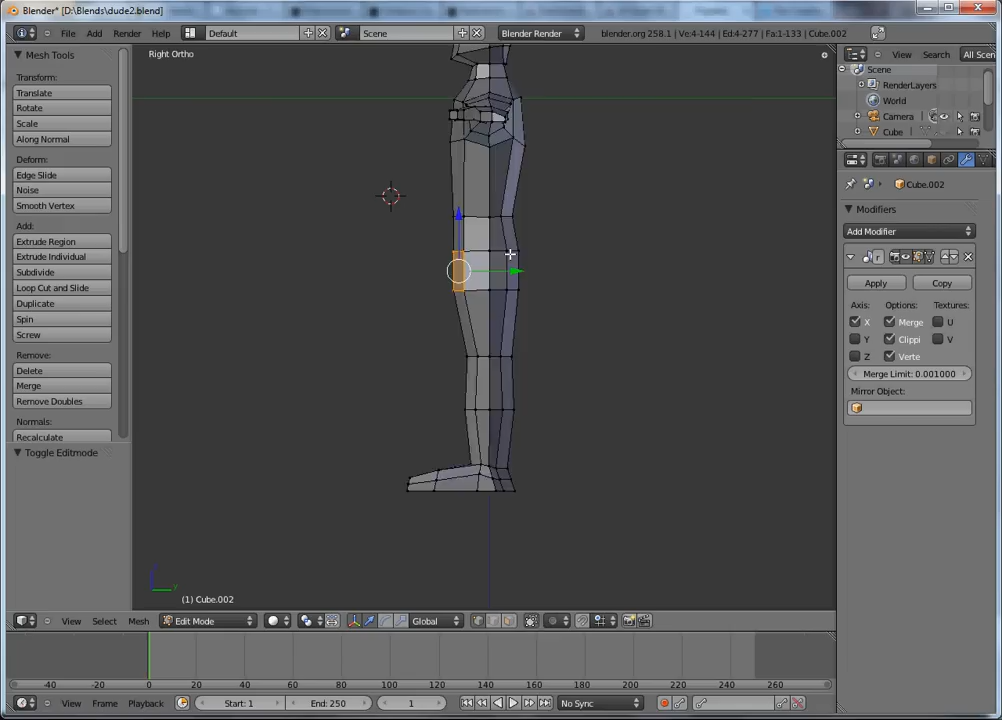 Blender* [D:\Blends\dude2.blend]
File Add Render Help Default Scene Blender Render blender.org 258.1 | Ve:4-144 | Ed:4-277 | Fa:1-133 | Cube.002
Mesh Tools
Transform:
Translate
Rotate
Scale
Along Normal
Deform:
Edge Slide
Noise
Smooth Vertex
Add:
Extrude Region
Extrude Individual
Subdivide
Loop Cut and Slide
Duplicate
Spin
Screw
Remove:
Delete
Merge
Remove Doubles
Normals:
Recalculate
Toggle Editmode
Right Ortho
(1) Cube.002
View Select Mesh Edit Mode Global
View Search All Scen
Scene
RenderLayers
World
Camera
Cube
Cube.002
Modifiers
Add Modifier
r
Apply Copy
Axis: Options: Textures:
X Merge U
Y Clippi V
Z Verte
Merge Limit: 0.001000
Mirror Object:
-40 -20 0 20 40 60 80 100 120 140 160 180 200 220 240 260
View Frame Playback Start: 1 End: 250 1 No Sync